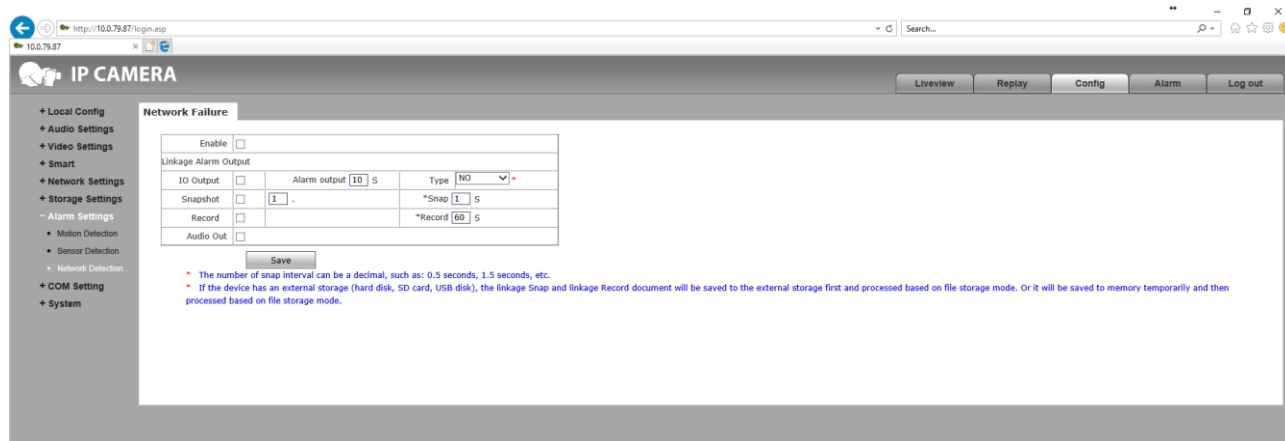 http://10.0.79.87/login.asp
Search...
10.0.79.87
IP CAMERA
Liveview Replay Config Alarm Log out
+ Local Config
+ Audio Settings
+ Video Settings
+ Smart
+ Network Settings
+ Storage Settings
− Alarm Settings
• Motion Detection
• Sensor Detection
• Network Detection
+ COM Setting
+ System
Network Failure
Enable
Linkage Alarm Output
IO Output Alarm output 10 S Type NO *
Snapshot 1 . *Snap 1 S
Record *Record 60 S
Audio Out
Save
* The number of snap interval can be a decimal, such as: 0.5 seconds, 1.5 seconds, etc.
* If the device has an external storage (hard disk, SD card, USB disk), the linkage Snap and linkage Record document will be saved to the external storage first and processed based on file storage mode. Or it will be saved to memory temporarily and then
processed based on file storage mode.